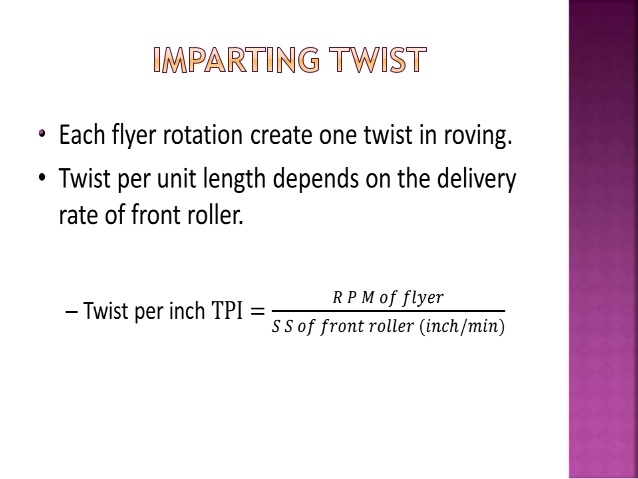 IMPARTING TWIST
• Each flyer rotation create one twist in roving.
• Twist per unit length depends on the delivery
rate of front roller.
– Twist per inch TPI = \frac{R P M of flyer}{S S of front roller (inch/min)}